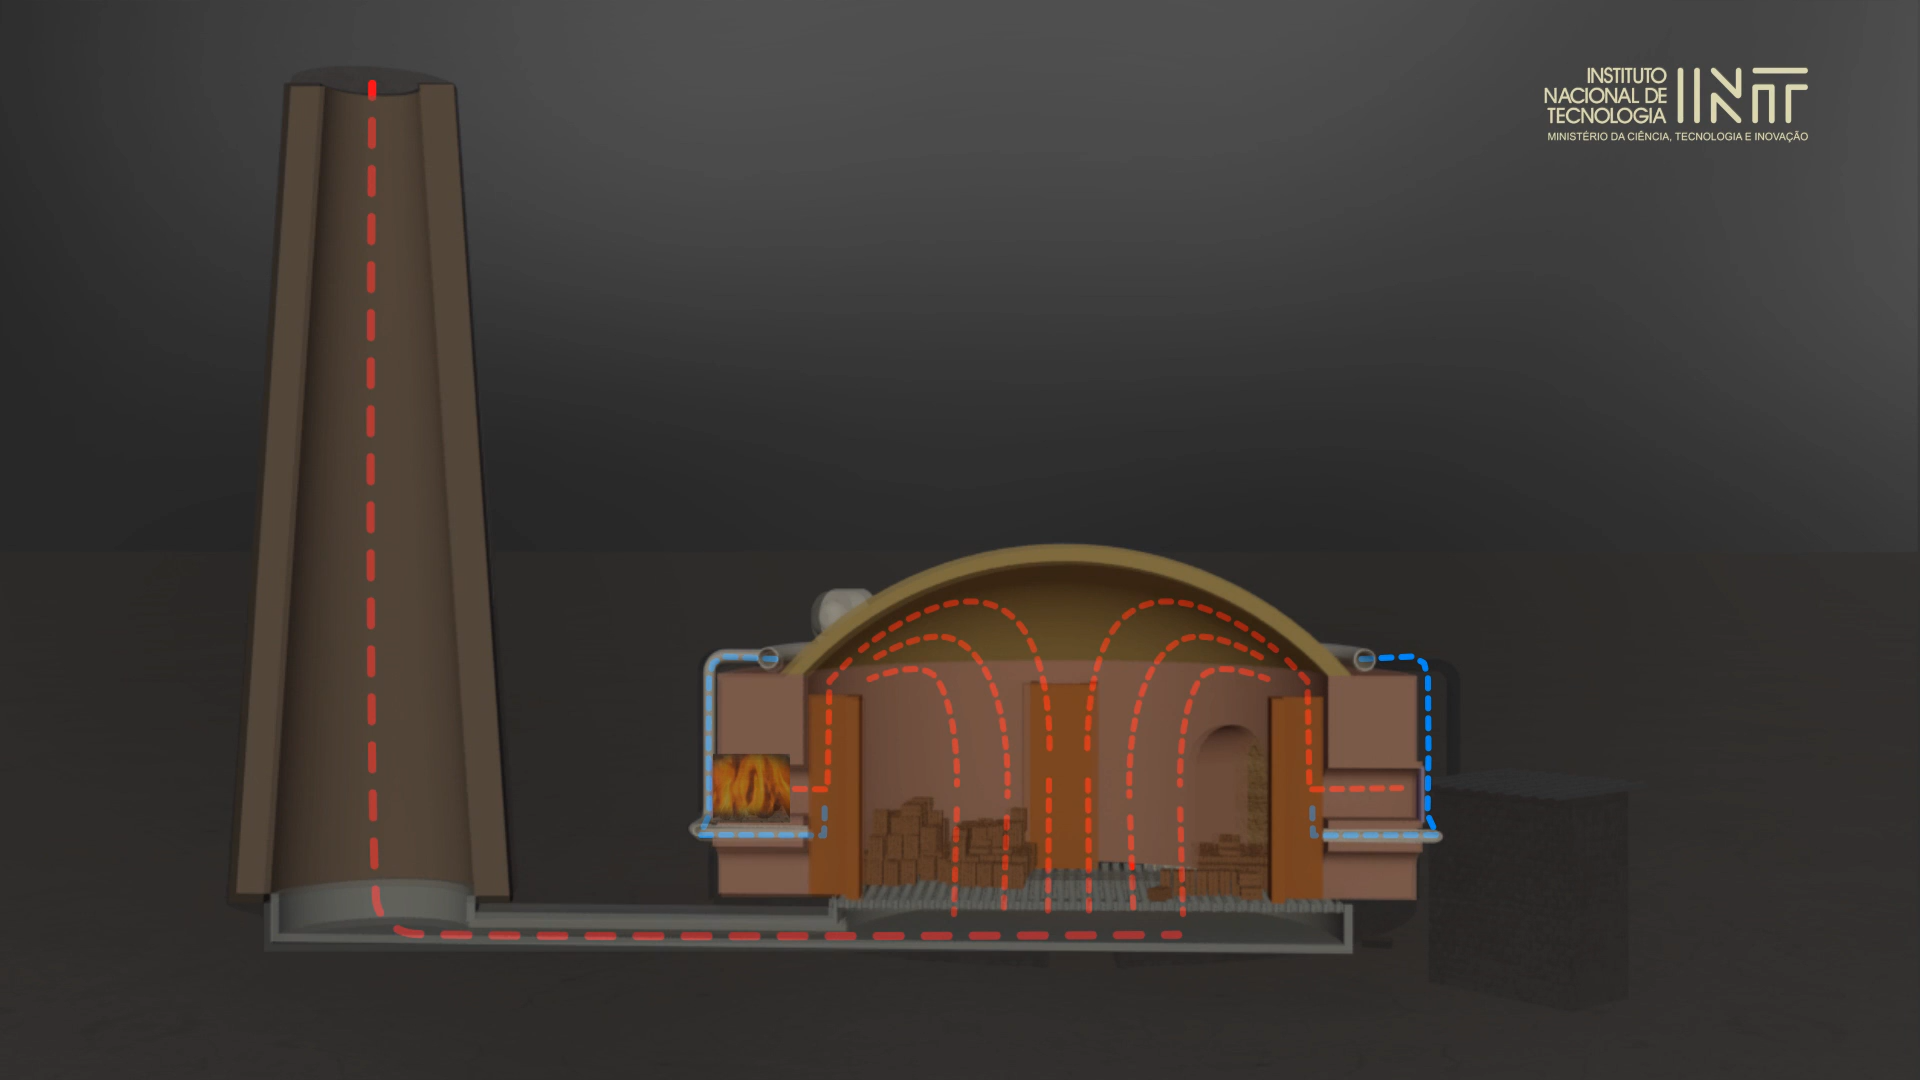 INSTITUTO
NACIONAL DE
TECNOLOGIA
INT
MINISTÉRIO DA CIÊNCIA, TECNOLOGIA E INOVAÇÃO